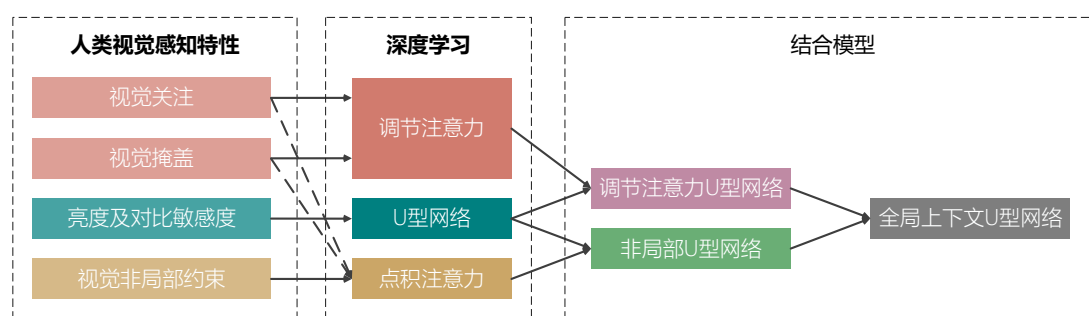 人类视觉感知特性
视觉关注
视觉掩盖
亮度及对比敏感度
视觉非局部约束
深度学习
调节注意力
U型网络
点积注意力
结合模型
调节注意力U型网络
非局部U型网络
全局上下文U型网络